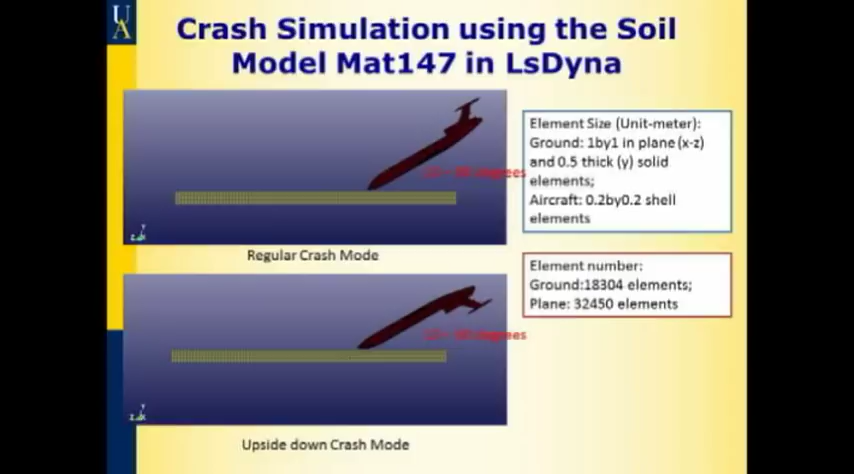 UA
Crash Simulation using the Soil
Model Mat147 in LsDyna
degrees
Regular Crash Mode
Element Size (Unit-meter):
Ground: 1by1 in plane (x-z)
and 0.5 thick (y) solid
elements;
Aircraft: 0.2by0.2 shell
elements
Element number:
Ground:18304 elements;
Plane: 32450 elements
degrees
Upside down Crash Mode